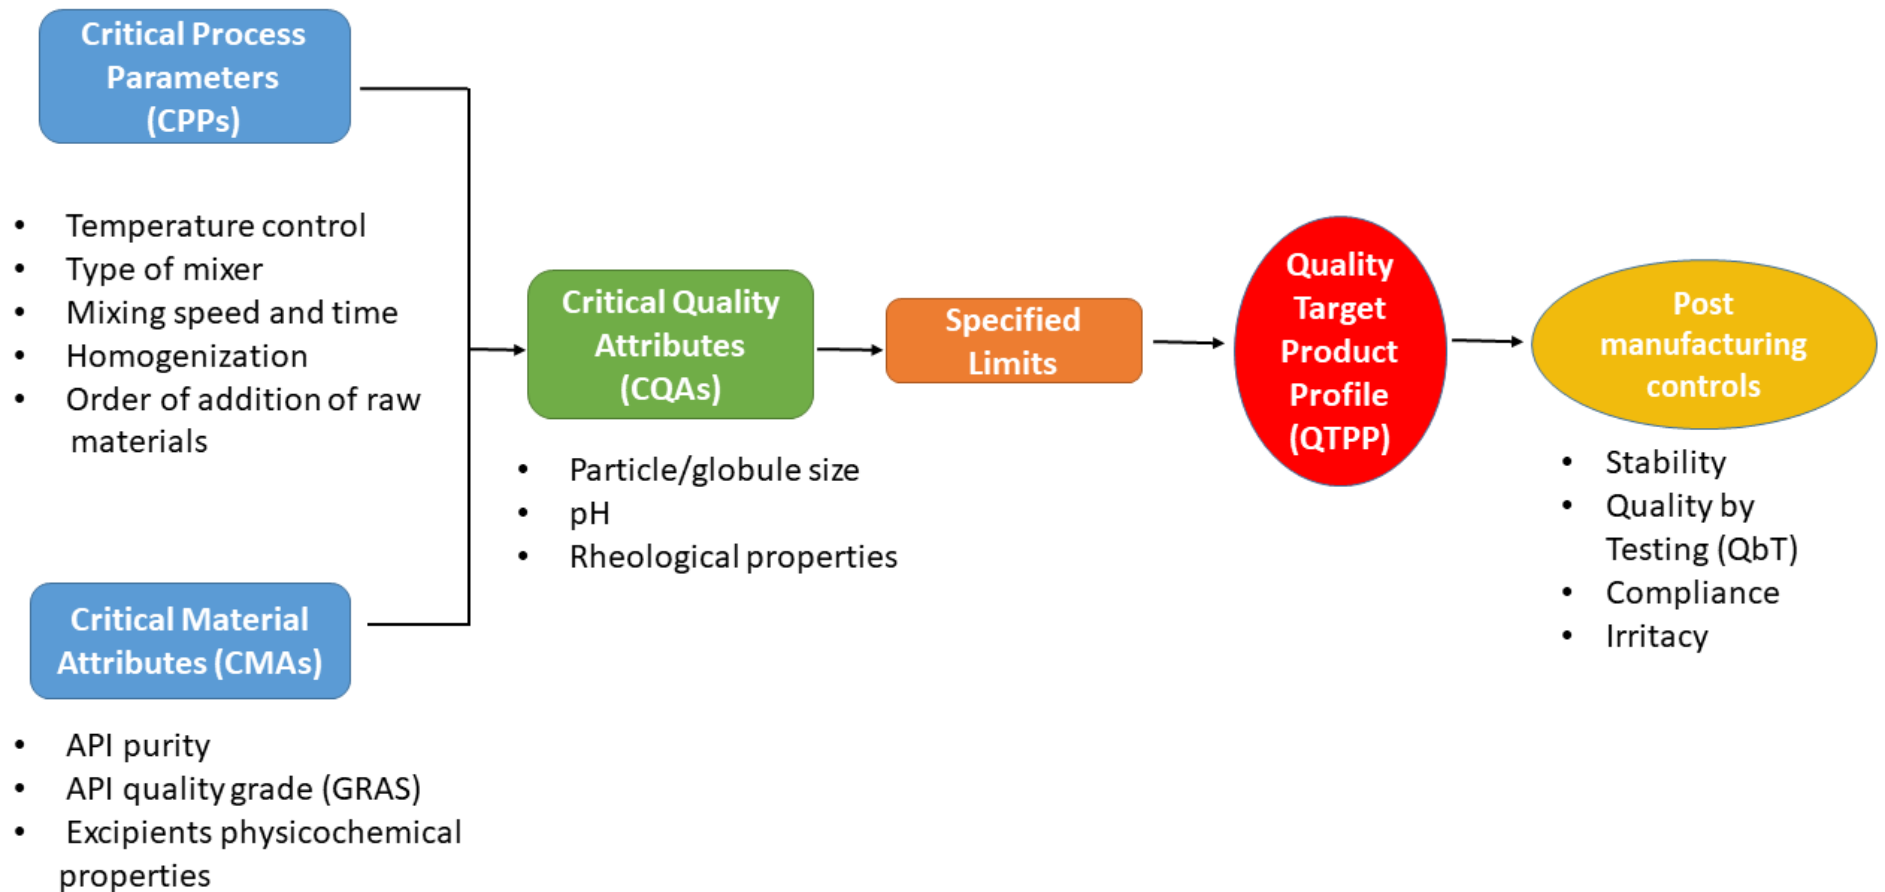 Critical Process
Parameters
(CPPs)
• Temperature control
• Type of mixer
• Mixing speed and time
• Homogenization
• Order of addition of raw
materials
Critical Material
Attributes (CMAs)
• API purity
• API quality grade (GRAS)
• Excipients physicochemical
properties
Critical Quality
Attributes
(CQAs)
• Particle/globule size
• pH
• Rheological properties
Specified
Limits
Quality
Target
Product
Profile
(QTPP)
Post
manufacturing
controls
• Stability
• Quality by
Testing (QbT)
• Compliance
• Irritacy